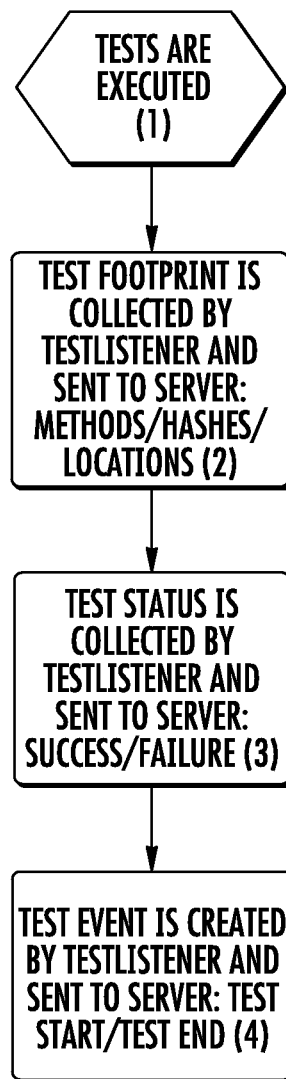 TESTS ARE
EXECUTED
(1)
TEST FOOTPRINT IS
COLLECTED BY
TESTLISTENER AND
SENT TO SERVER:
METHODS/HASHES/
LOCATIONS (2)
TEST STATUS IS
COLLECTED BY
TESTLISTENER AND
SENT TO SERVER:
SUCCESS/FAILURE (3)
TEST EVENT IS CREATED
BY TESTLISTENER AND
SENT TO SERVER: TEST
START/TEST END (4)